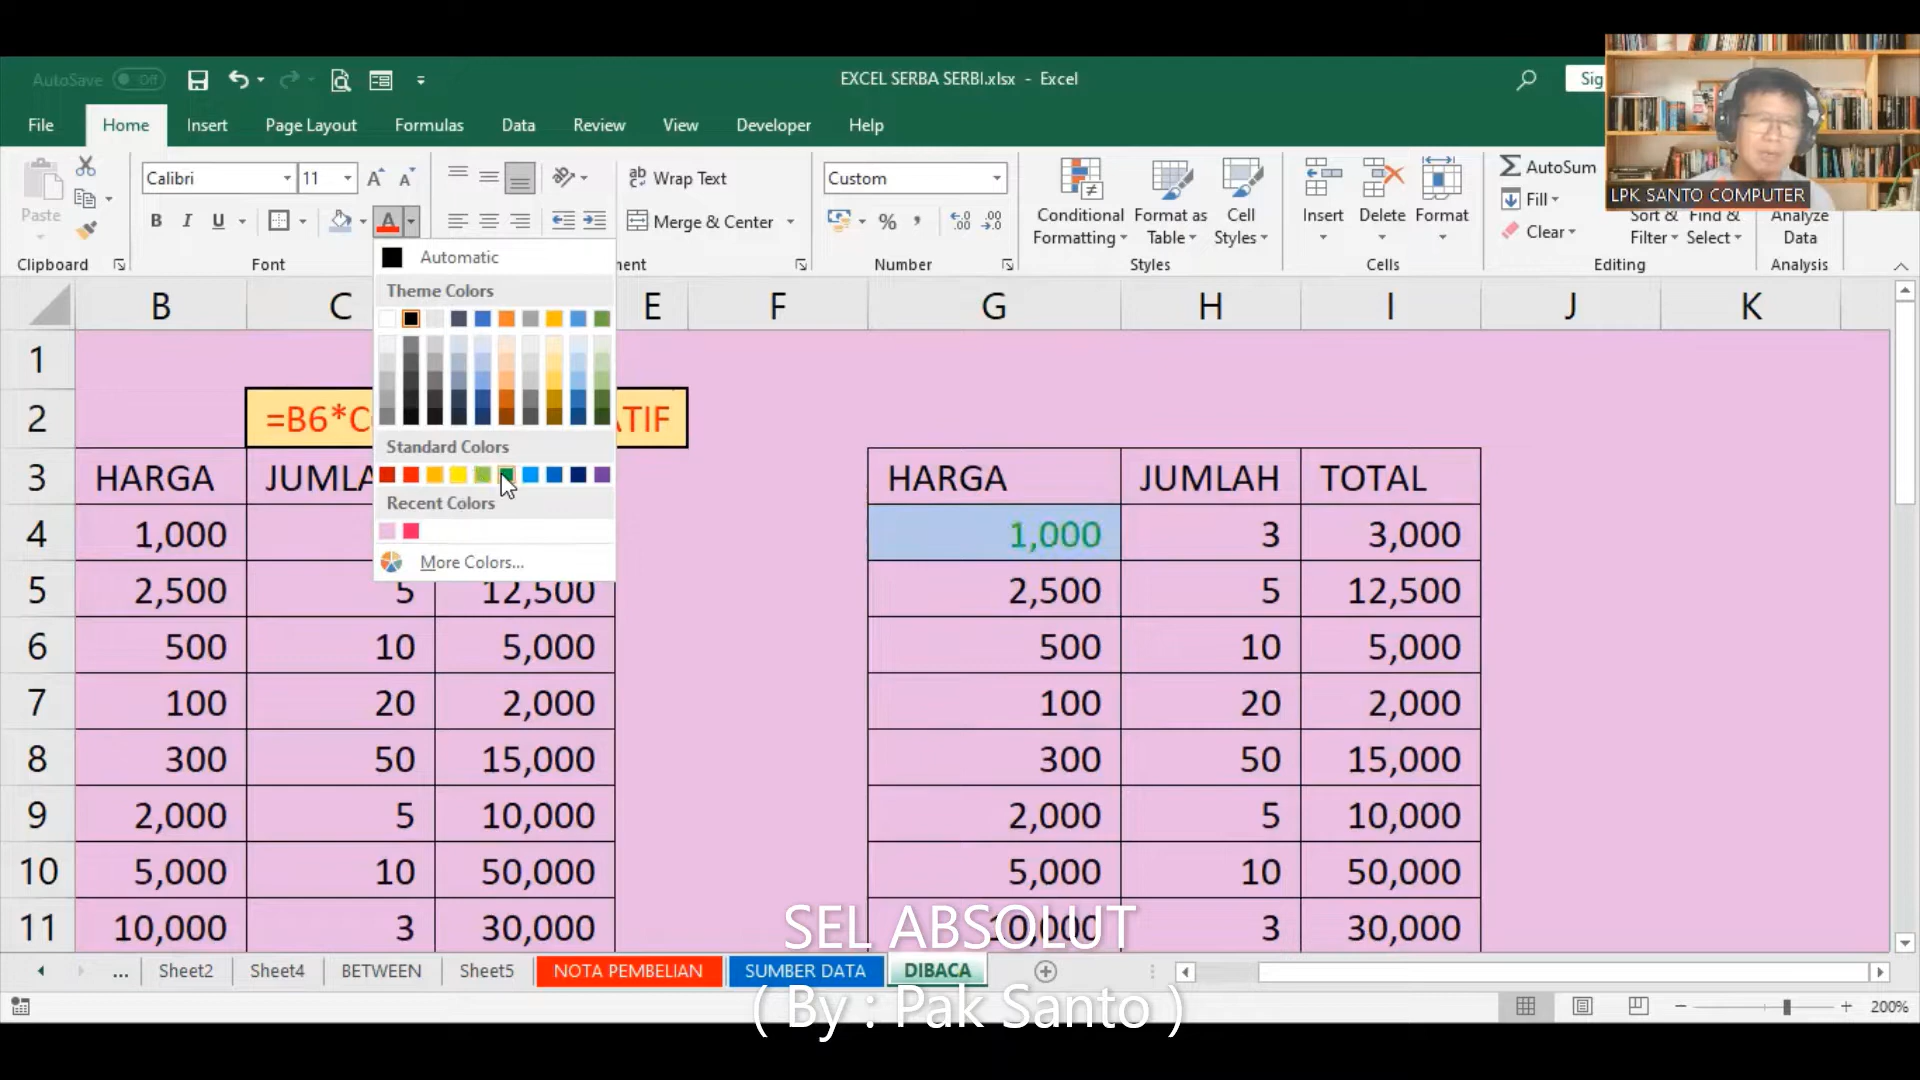 AutoSave Off
EXCEL SERBA SERBI.xlsx - Excel
Sig
File Home Insert Page Layout Formulas Data Review View Developer Help
LPK SANTO COMPUTER
Paste
Clipboard
Calibri 11
B I U
Font
Wrap Text
Merge & Center
ment
Custom
Number
Conditional Formatting
Format as Table
Cell Styles
Styles
Insert Delete Format
Cells
AutoSum
Fill
Clear
Sort & Filter
Find & Select
Editing
Analyze Data
Analysis
Automatic
Theme Colors
Standard Colors
Recent Colors
More Colors...
B C E F G H I J K
1
2 =B6*C ATIF
3 HARGA JUMLA HARGA JUMLAH TOTAL
4 1,000 1,000 3 3,000
5 2,500 5 12,500 2,500 5 12,500
6 500 10 5,000 500 10 5,000
7 100 20 2,000 100 20 2,000
8 300 50 15,000 300 50 15,000
9 2,000 5 10,000 2,000 5 10,000
10 5,000 10 50,000 5,000 10 50,000
11 10,000 3 30,000 10,000 3 30,000
SEL ABSOLUT
... Sheet2 Sheet4 BETWEEN Sheet5 NOTA PEMBELIAN SUMBER DATA DIBACA
( By : Pak Santo )
200%